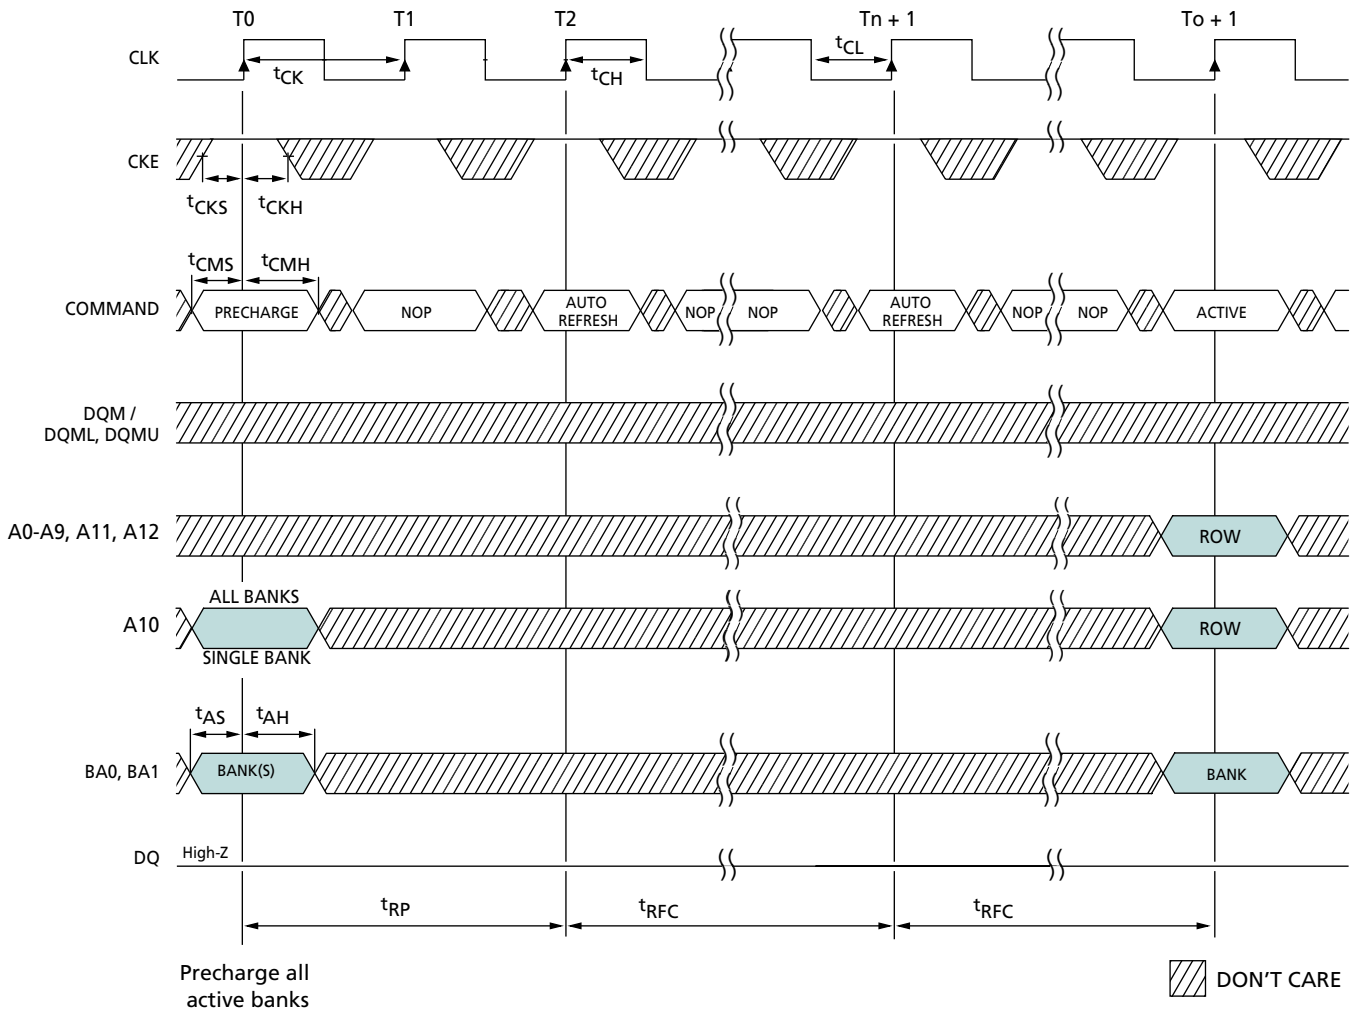 T0 T1 T2 Tn + 1 To + 1
CLK
tCK tCH tCL
CKE
tCKS tCKH
tCMS tCMH
COMMAND PRECHARGE NOP AUTO REFRESH NOP NOP AUTO REFRESH NOP NOP ACTIVE
DQM /
DQML, DQMU
A0-A9, A11, A12 ROW
ALL BANKS
A10 ROW
SINGLE BANK
tAS tAH
BA0, BA1 BANK(S) BANK
DQ High-Z
tRP tRFC tRFC
Precharge all
active banks
DON'T CARE